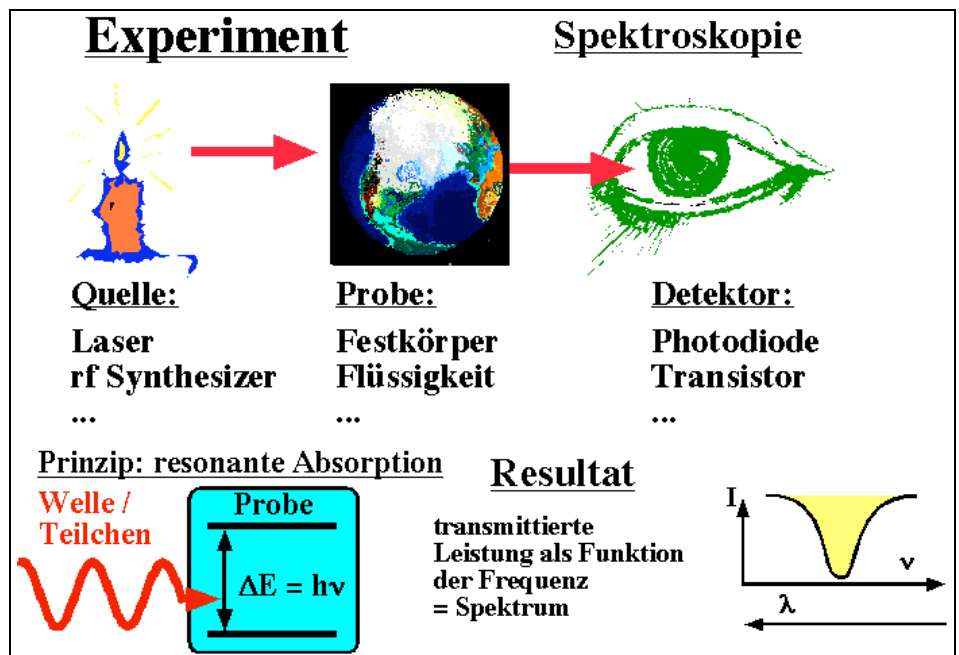 Experiment
Spektroskopie
Quelle:
Laser
rf Synthesizer
...
Probe:
Festkörper
Flüssigkeit
...
Detektor:
Photodiode
Transistor
...
Prinzip: resonante Absorption
Welle /
Teilchen
Probe
ΔE = hν
Resultat
transmittierte
Leistung als Funktion
der Frequenz
= Spektrum
I
ν
λ